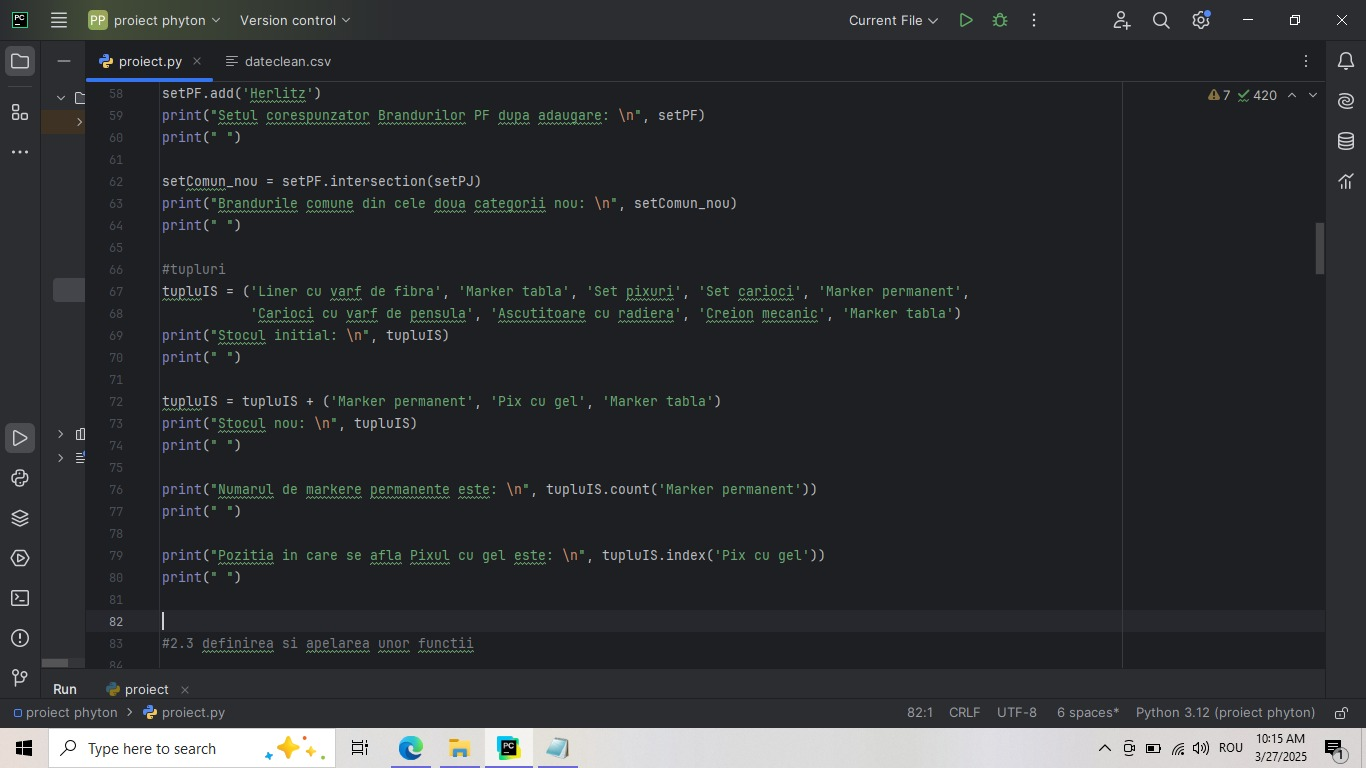 PC
PP proiect phyton
Version control
Current File
proiect.py
dateclean.csv
58 setPF.add('Herlitz')
7 420
59 print("Setul corespunzator Brandurilor PF dupa adaugare: \n", setPF)
60 print(" ")
61
62 setComun_nou = setPF.intersection(setPJ)
63 print("Brandurile comune din cele doua categorii nou: \n", setComun_nou)
64 print(" ")
65
66 #tupluri
67 tupluIS = ('Liner cu varf de fibra', 'Marker tabla', 'Set pixuri', 'Set carioci', 'Marker permanent',
68 'Carioci cu varf de pensula', 'Ascutitoare cu radiera', 'Creion mecanic', 'Marker tabla')
69 print("Stocul initial: \n", tupluIS)
70 print(" ")
71
72 tupluIS = tupluIS + ('Marker permanent', 'Pix cu gel', 'Marker tabla')
73 print("Stocul nou: \n", tupluIS)
74 print(" ")
75
76 print("Numarul de markere permanente este: \n", tupluIS.count('Marker permanent'))
77 print(" ")
78
79 print("Pozitia in care se afla Pixul cu gel este: \n", tupluIS.index('Pix cu gel'))
80 print(" ")
81
82
83 #2.3 definirea si apelarea unor functii
84
Run proiect
proiect phyton > proiect.py
82:1 CRLF UTF-8 6 spaces* Python 3.12 (proiect phyton)
Type here to search
PC
ROU
10:15 AM
3/27/2025
1